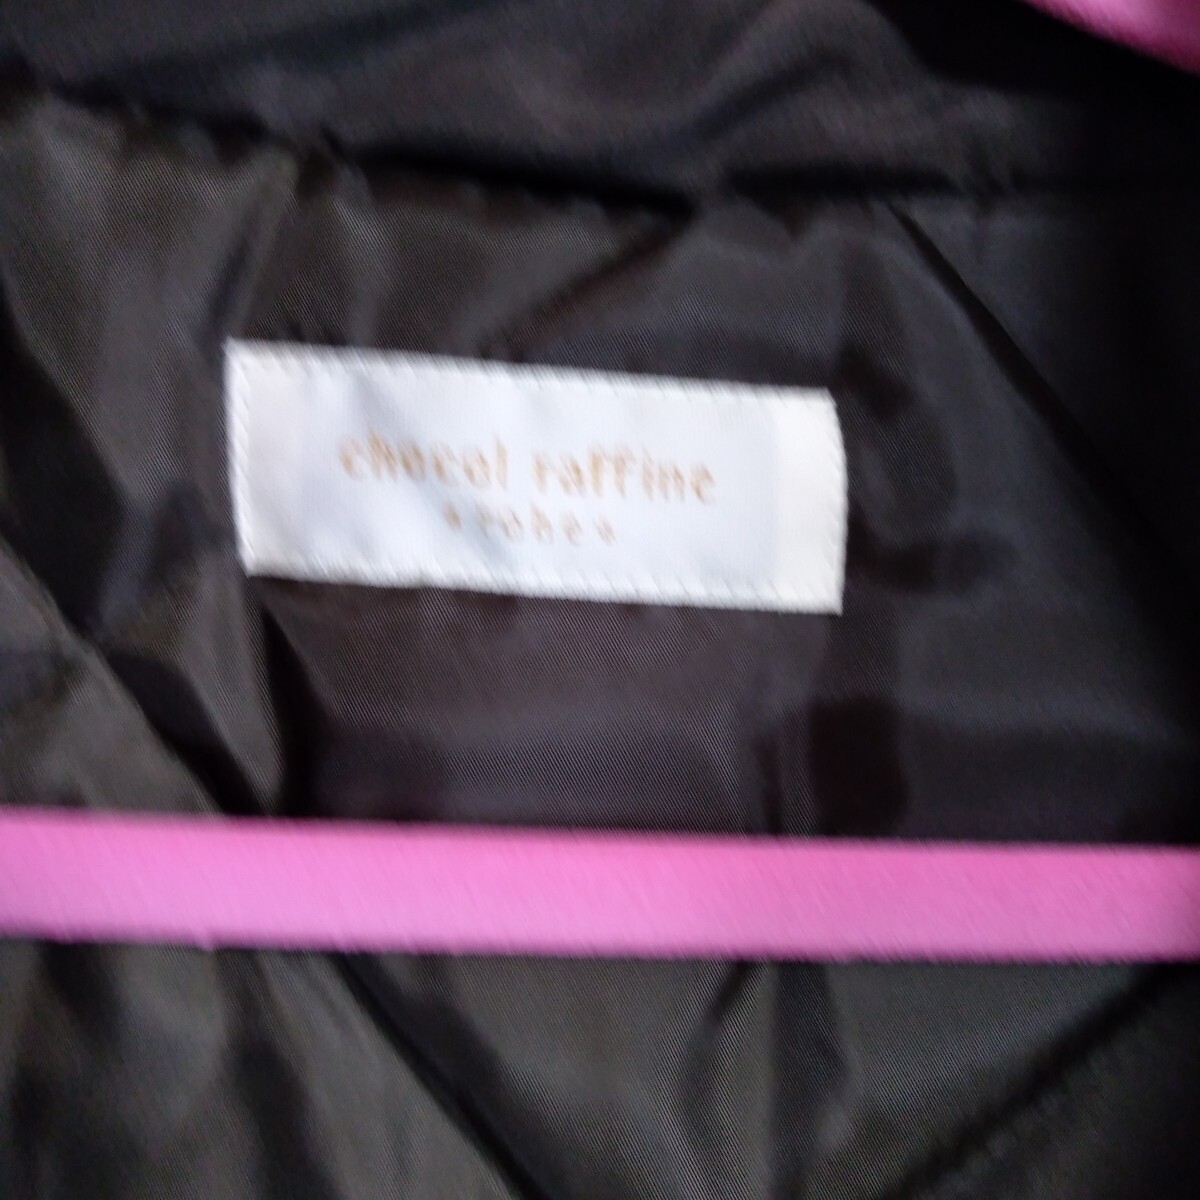 chocol raffine
robe